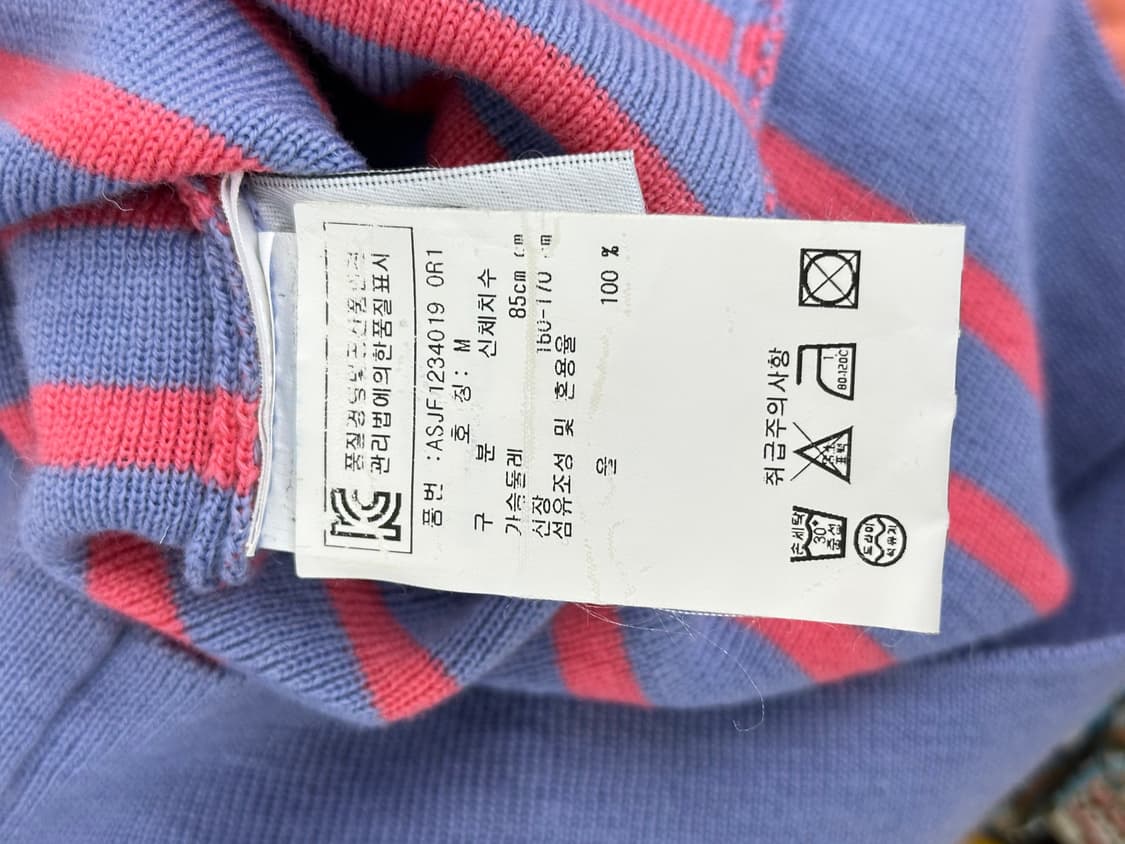 품질경영및공산품안전
관리법에의한품질표시
품번 :ASJF1234019 0R1
호 칭: M
구 분 신체치수
가슴둘레 85cm cm
신장 160-170 cm
섬유조성 및 혼용율
울 100 %
취급주의사항
손세탁
30°
중성
80-120℃
드라이
석유계